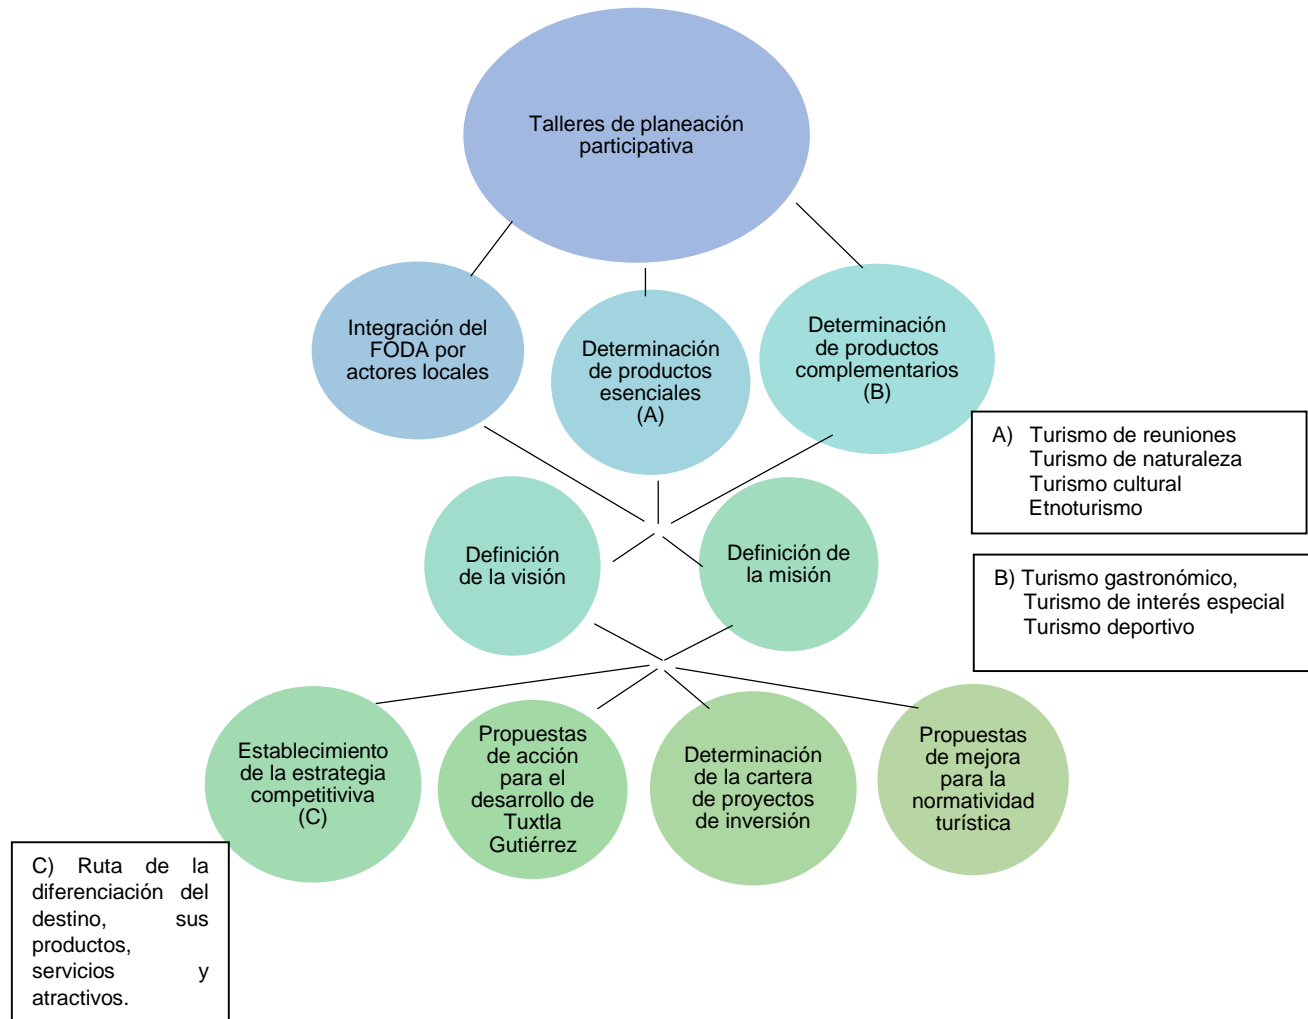 Talleres de planeación
participativa
Integración del
FODA por
actores locales
Determinación
de productos
esenciales
(A)
Determinación
de productos
complementarios
(B)
A) Turismo de reuniones
Turismo de naturaleza
Turismo cultural
Etnoturismo
Definición
de la visión
Definición de
la misión
B) Turismo gastronómico,
Turismo de interés especial
Turismo deportivo
Establecimiento
de la estrategia
competitiviva
(C)
Propuestas
de acción
para el
desarrollo de
Tuxtla
Gutiérrez
Determinación
de la cartera
de proyectos
de inversión
Propuestas
de mejora
para la
normatividad
turística
C) Ruta de la
diferenciación del
destino, sus
productos,
servicios y
atractivos.